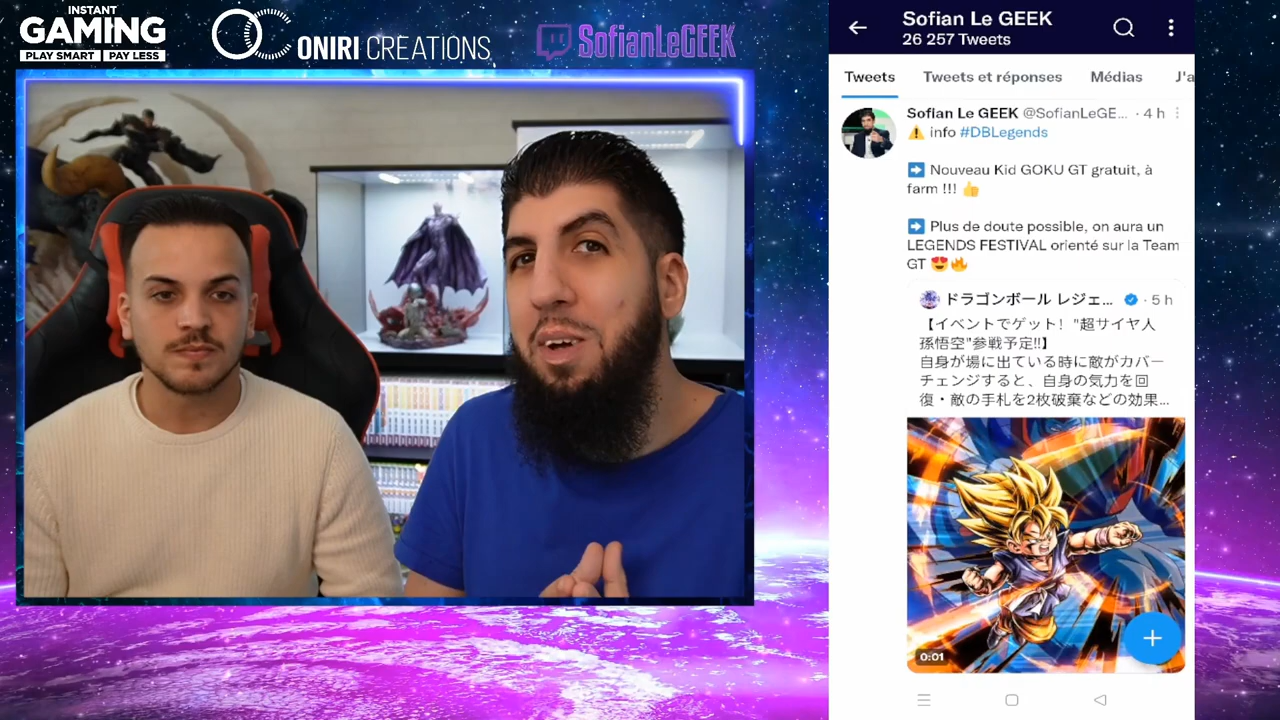 INSTANT
GAMING
PLAY SMART PAY LESS
ONIRI CREATIONS
SofianLeGEEK
Sofian Le GEEK
26 257 Tweets
Tweets Tweets et réponses Médias J'a
Sofian Le GEEK @SofianLeGE... · 4 h
⚠️ info #DBLegends
➡️ Nouveau Kid GOKU GT gratuit, à
farm !!! 👍
➡️ Plus de doute possible, on aura un
LEGENDS FESTIVAL orienté sur la Team
GT 😍🔥
ドラゴンボール レジェ... · 5 h
【イベントでゲット！ "超サイヤ人
孫悟空"参戦予定!!】
自身が場に出ている時に敵がカバー
チェンジすると、自身の気力を回
復・敵の手札を2枚破棄などの効果...
0:01